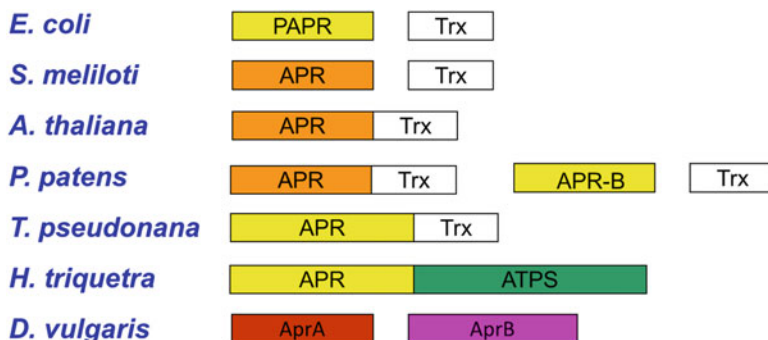 E. coli PAPR Trx
S. meliloti APR Trx
A. thaliana APR Trx
P. patens APR Trx APR-B Trx
T. pseudonana APR Trx
H. triquetra APR ATPS
D. vulgaris AprA AprB